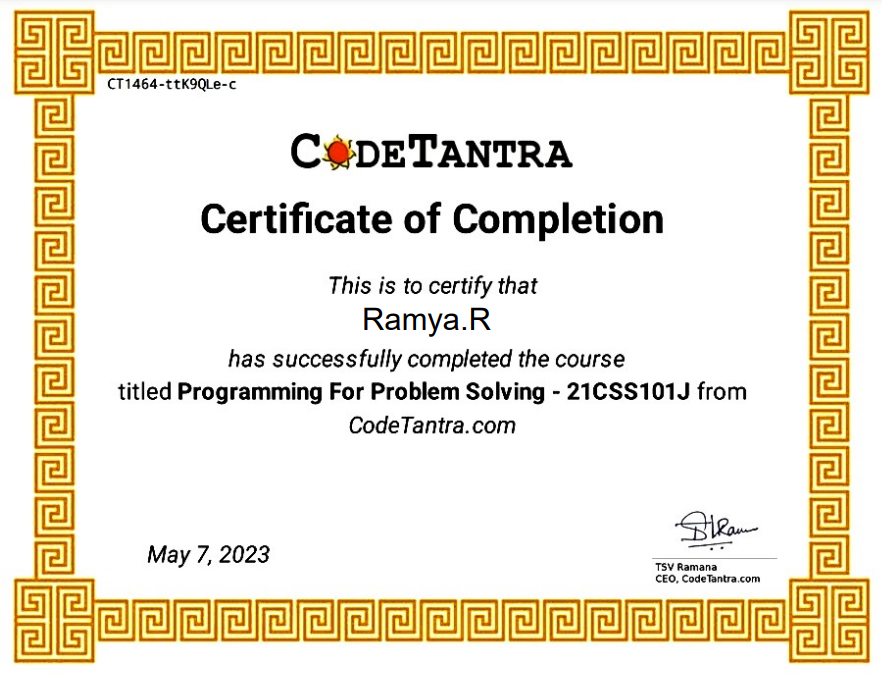 CT1464-ttK9QLe-c
CODETANTRA
Certificate of Completion
This is to certify that
Ramya.R
has successfully completed the course
titled Programming For Problem Solving - 21CSS101J from
CodeTantra.com
May 7, 2023
TSV Ramana
CEO, CodeTantra.com